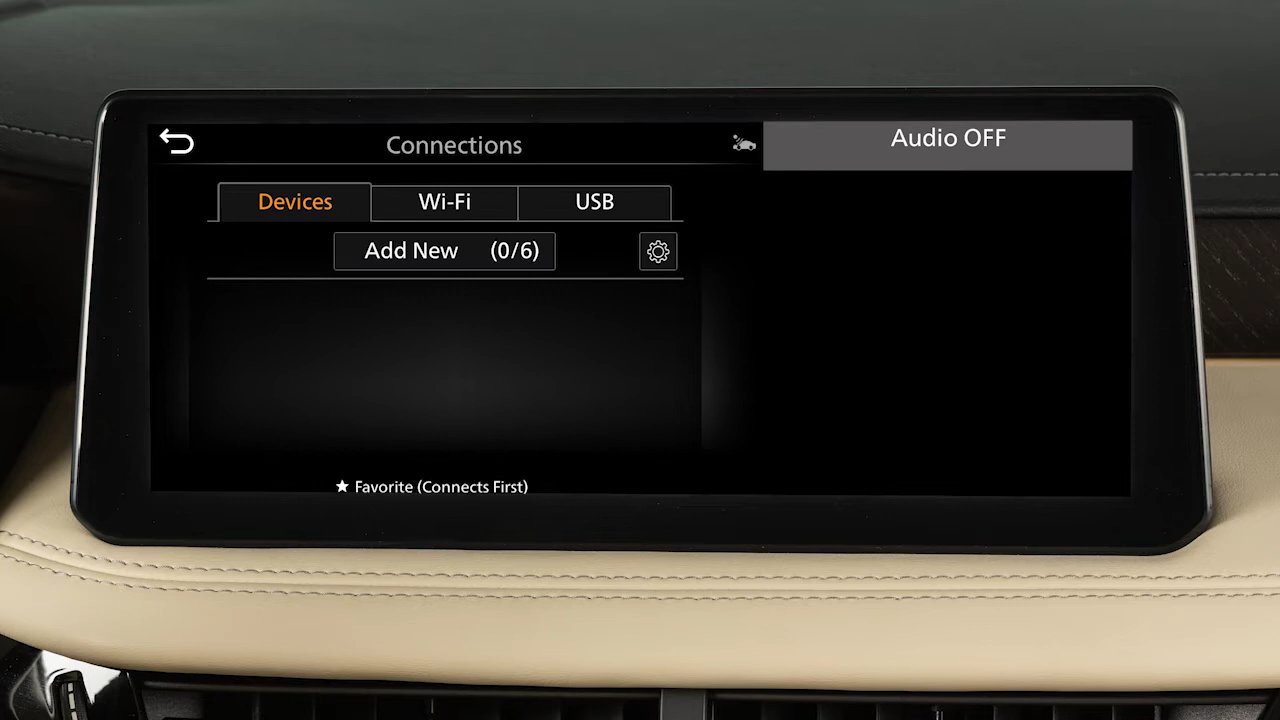 Connections
Audio OFF
Devices
Wi-Fi
USB
Add New (0/6)
★ Favorite (Connects First)